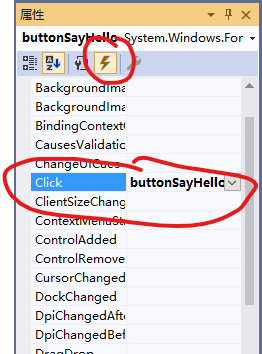 属性
buttonSayHello System.Windows.For
BackgroundIma
BackgroundIma
BindingContext
CausesValidatio
ChangeUICues
Click buttonSayHello
ClientSizeChang
ContextMenuSt
ControlAdded
ControlRemove
CursorChanged
DockChanged
DpiChangedAfte
DpiChangedBef
DragDrop